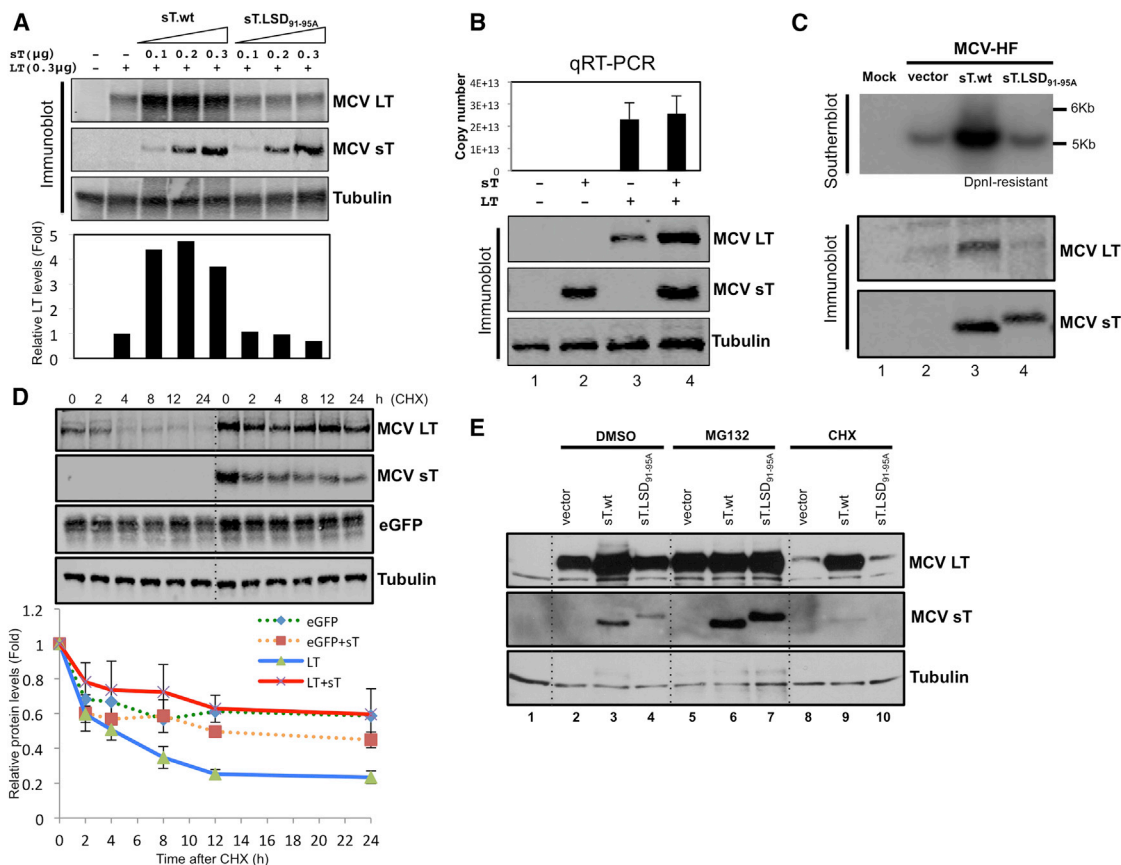 A
sT.wt
sT.LSD91-95A
sT(µg) – – 0.1 0.2 0.3 0.1 0.2 0.3
LT(0.3µg) – + + + + + + +
Immunoblot
MCV LT
MCV sT
Tubulin
Relative LT levels (Fold)
5
4
3
2
1
0
B
qRT-PCR
Copy number
4E+13
3E+13
2E+13
1E+13
0
sT – + – +
LT – – + +
Immunoblot
MCV LT
MCV sT
Tubulin
1 2 3 4
C
MCV-HF
Mock vector sT.wt sT.LSD91-95A
Southernblot
6Kb
5Kb
DpnI-resistant
Immunoblot
MCV LT
MCV sT
1 2 3 4
D
0 2 4 8 12 24 0 2 4 8 12 24 h (CHX)
MCV LT
MCV sT
eGFP
Tubulin
Relative protein levels (Fold)
1.2
1
0.8
0.6
0.4
0.2
0
eGFP
eGFP+sT
LT
LT+sT
0 2 4 6 8 10 12 14 16 18 20 22 24
Time after CHX (h)
E
DMSO MG132 CHX
vector sT.wt sT.LSD91-95A vector sT.wt sT.LSD91-95A vector sT.wt sT.LSD91-95A
MCV LT
MCV sT
Tubulin
1 2 3 4 5 6 7 8 9 10